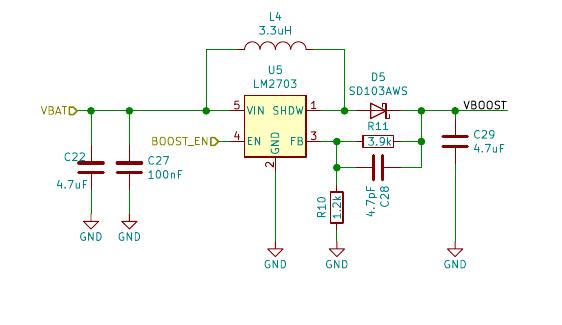 L4
3.3uH
U5
LM2703
D5
SD103AWS
VBAT
5 VIN SHDW 1
VBOOST
BOOST_EN
4 EN
GND
FB 3
2
R11
3.9k
C22
4.7uF
C27
100nF
C29
4.7uF
R10
1.2k
4.7pF
C28
GND
GND
GND
GND
GND